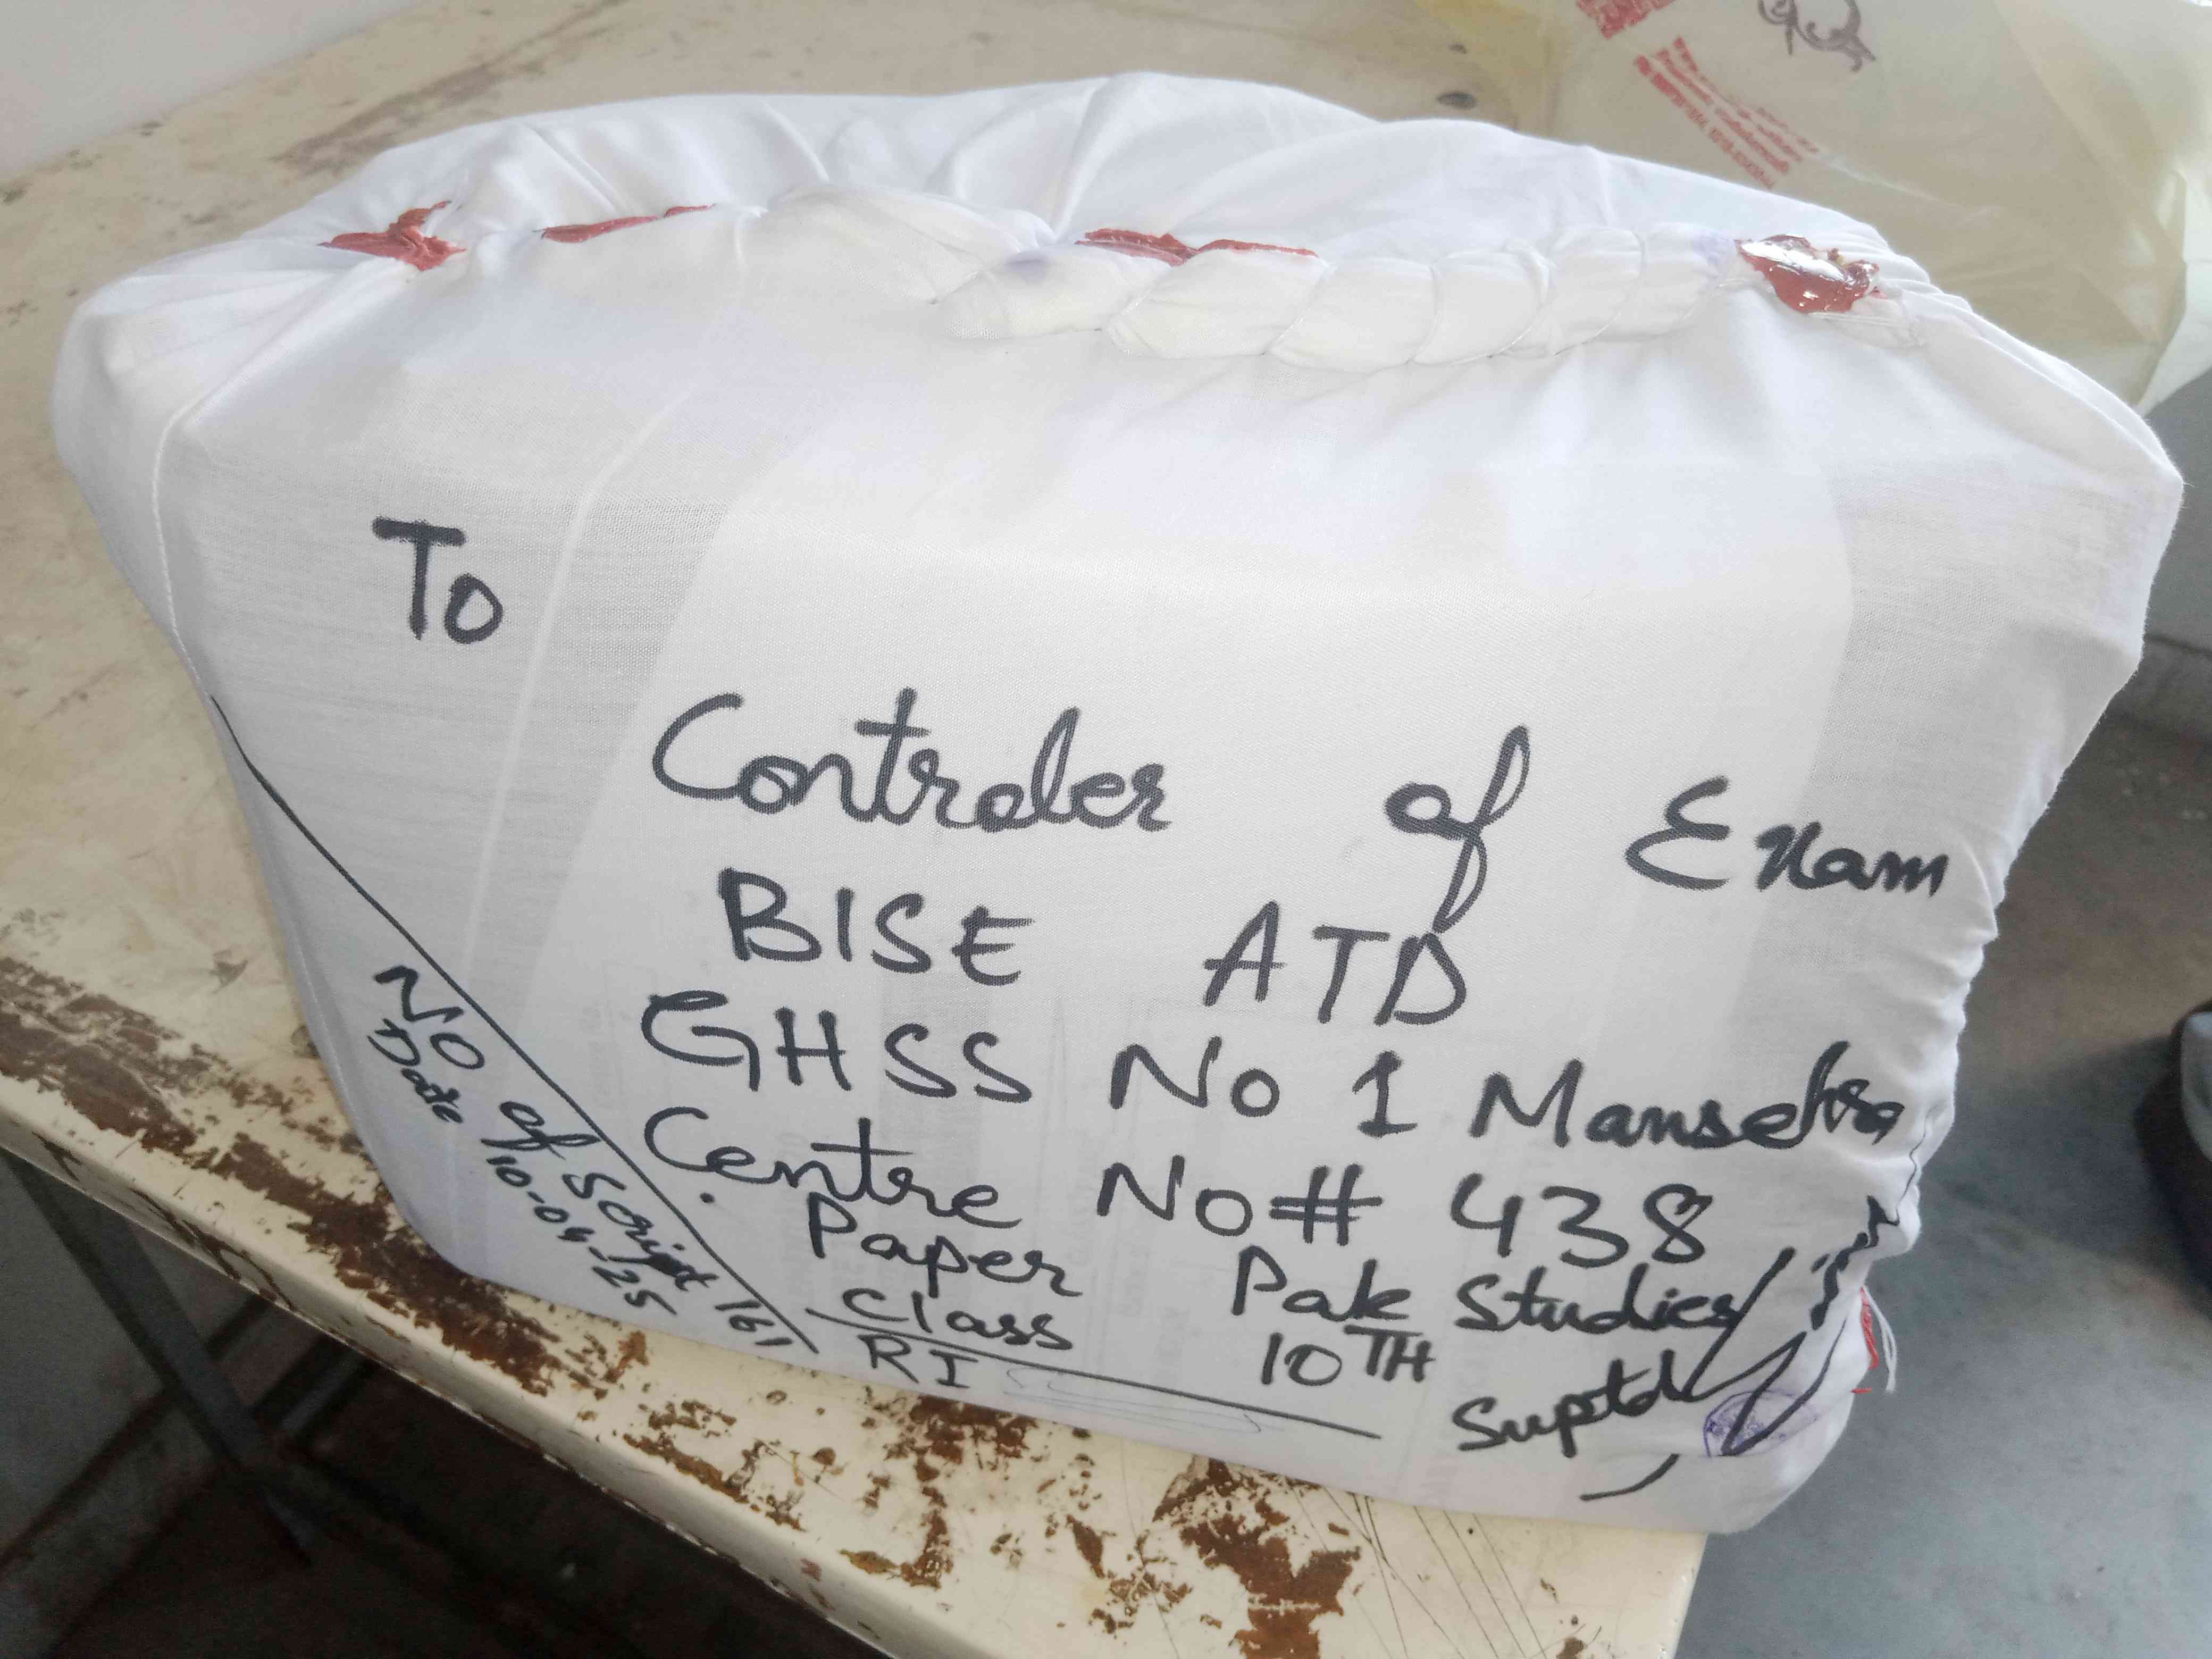 To
Controler of Exam
BISE ATD
GHSS No 1 Mansehra
Centre No # 438
Paper Pak Studies
Class 10TH
RI
Suptd
No of Script 161
Date 10-04-25